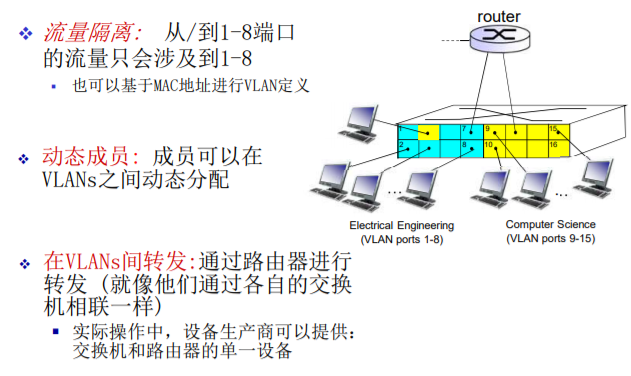 流量隔离: 从/到1-8端口
的流量只会涉及到1-8
也可以基于MAC地址进行VLAN定义
动态成员: 成员可以在
VLANs之间动态分配
在VLANs间转发:通过路由器进行
转发 (就像他们通过各自的交换
机相联一样)
实际操作中，设备生产商可以提供:
交换机和路由器的单一设备
router
1 7 9 15
2 8 10 16
... ...
Electrical Engineering
(VLAN ports 1-8)
Computer Science
(VLAN ports 9-15)